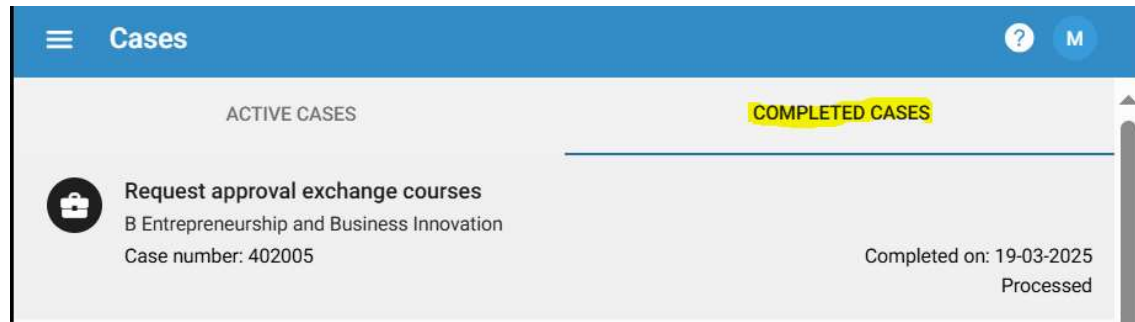 Cases
? M
ACTIVE CASES COMPLETED CASES
Request approval exchange courses
B Entrepreneurship and Business Innovation
Case number: 402005 Completed on: 19-03-2025
Processed